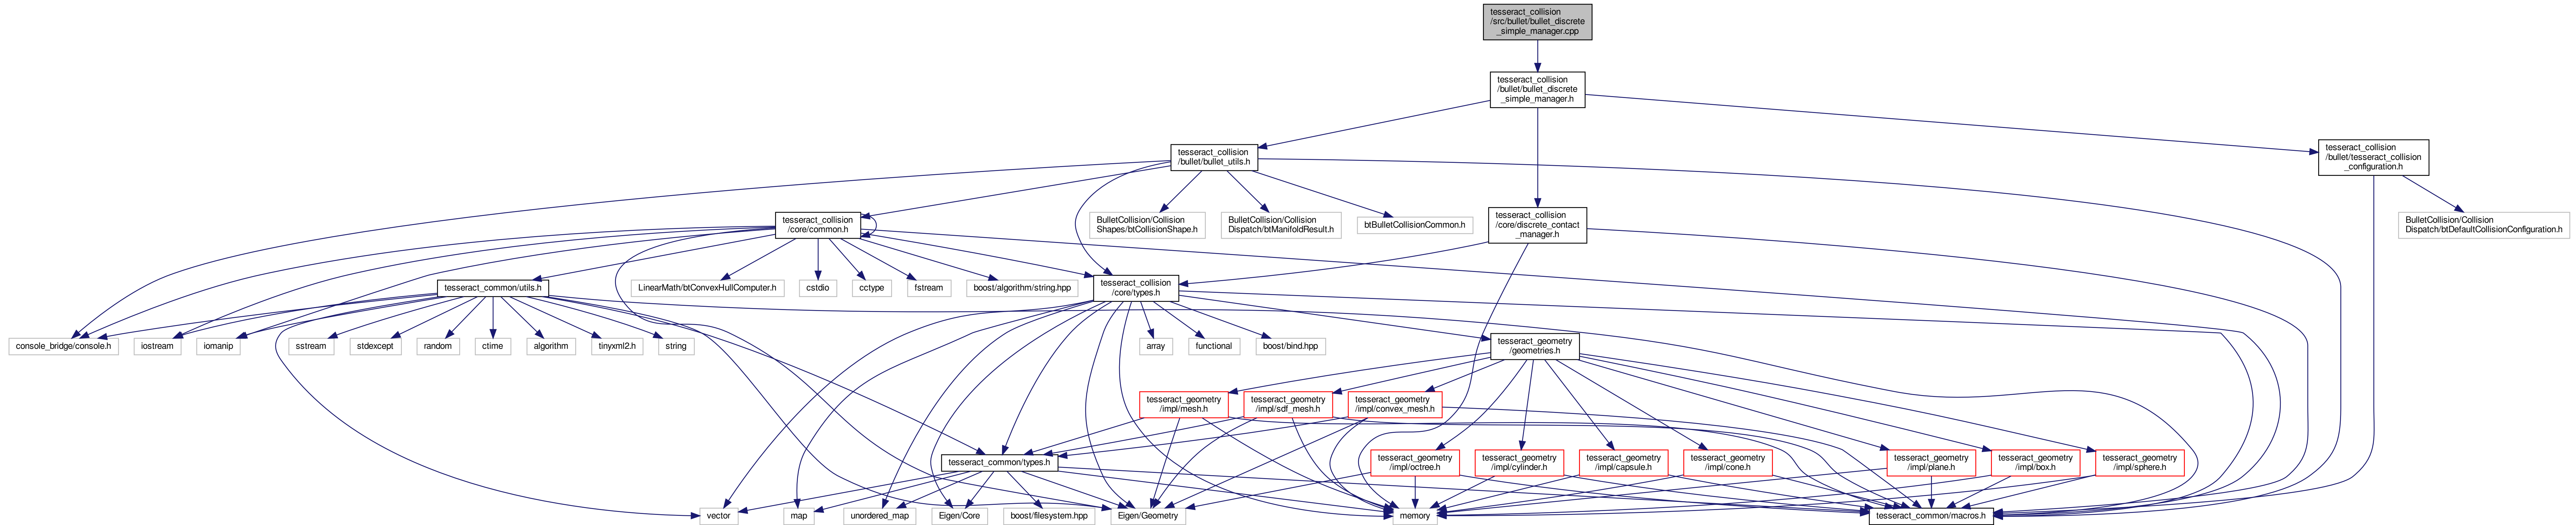 tesseract_collision
/src/bullet/bullet_discrete
_simple_manager.cpp
tesseract_collision
/bullet/bullet_discrete
_simple_manager.h
tesseract_collision
/bullet/bullet_utils.h
tesseract_collision
/bullet/tesseract_collision
_configuration.h
tesseract_collision
/core/common.h
BulletCollision/Collision
Shapes/btCollisionShape.h
BulletCollision/Collision
Dispatch/btManifoldResult.h
btBulletCollisionCommon.h
tesseract_collision
/core/discrete_contact
_manager.h
BulletCollision/Collision
Dispatch/btDefaultCollisionConfiguration.h
tesseract_common/utils.h
LinearMath/btConvexHullComputer.h
cstdio
cctype
fstream
boost/algorithm/string.hpp
tesseract_collision
/core/types.h
console_bridge/console.h
iostream
iomanip
sstream
stdexcept
random
ctime
algorithm
tinyxml2.h
string
array
functional
boost/bind.hpp
tesseract_geometry
/geometries.h
tesseract_geometry
/impl/mesh.h
tesseract_geometry
/impl/sdf_mesh.h
tesseract_geometry
/impl/convex_mesh.h
tesseract_common/types.h
tesseract_geometry
/impl/octree.h
tesseract_geometry
/impl/cylinder.h
tesseract_geometry
/impl/capsule.h
tesseract_geometry
/impl/cone.h
tesseract_geometry
/impl/plane.h
tesseract_geometry
/impl/box.h
tesseract_geometry
/impl/sphere.h
vector
map
unordered_map
Eigen/Core
boost/filesystem.hpp
Eigen/Geometry
memory
tesseract_common/macros.h